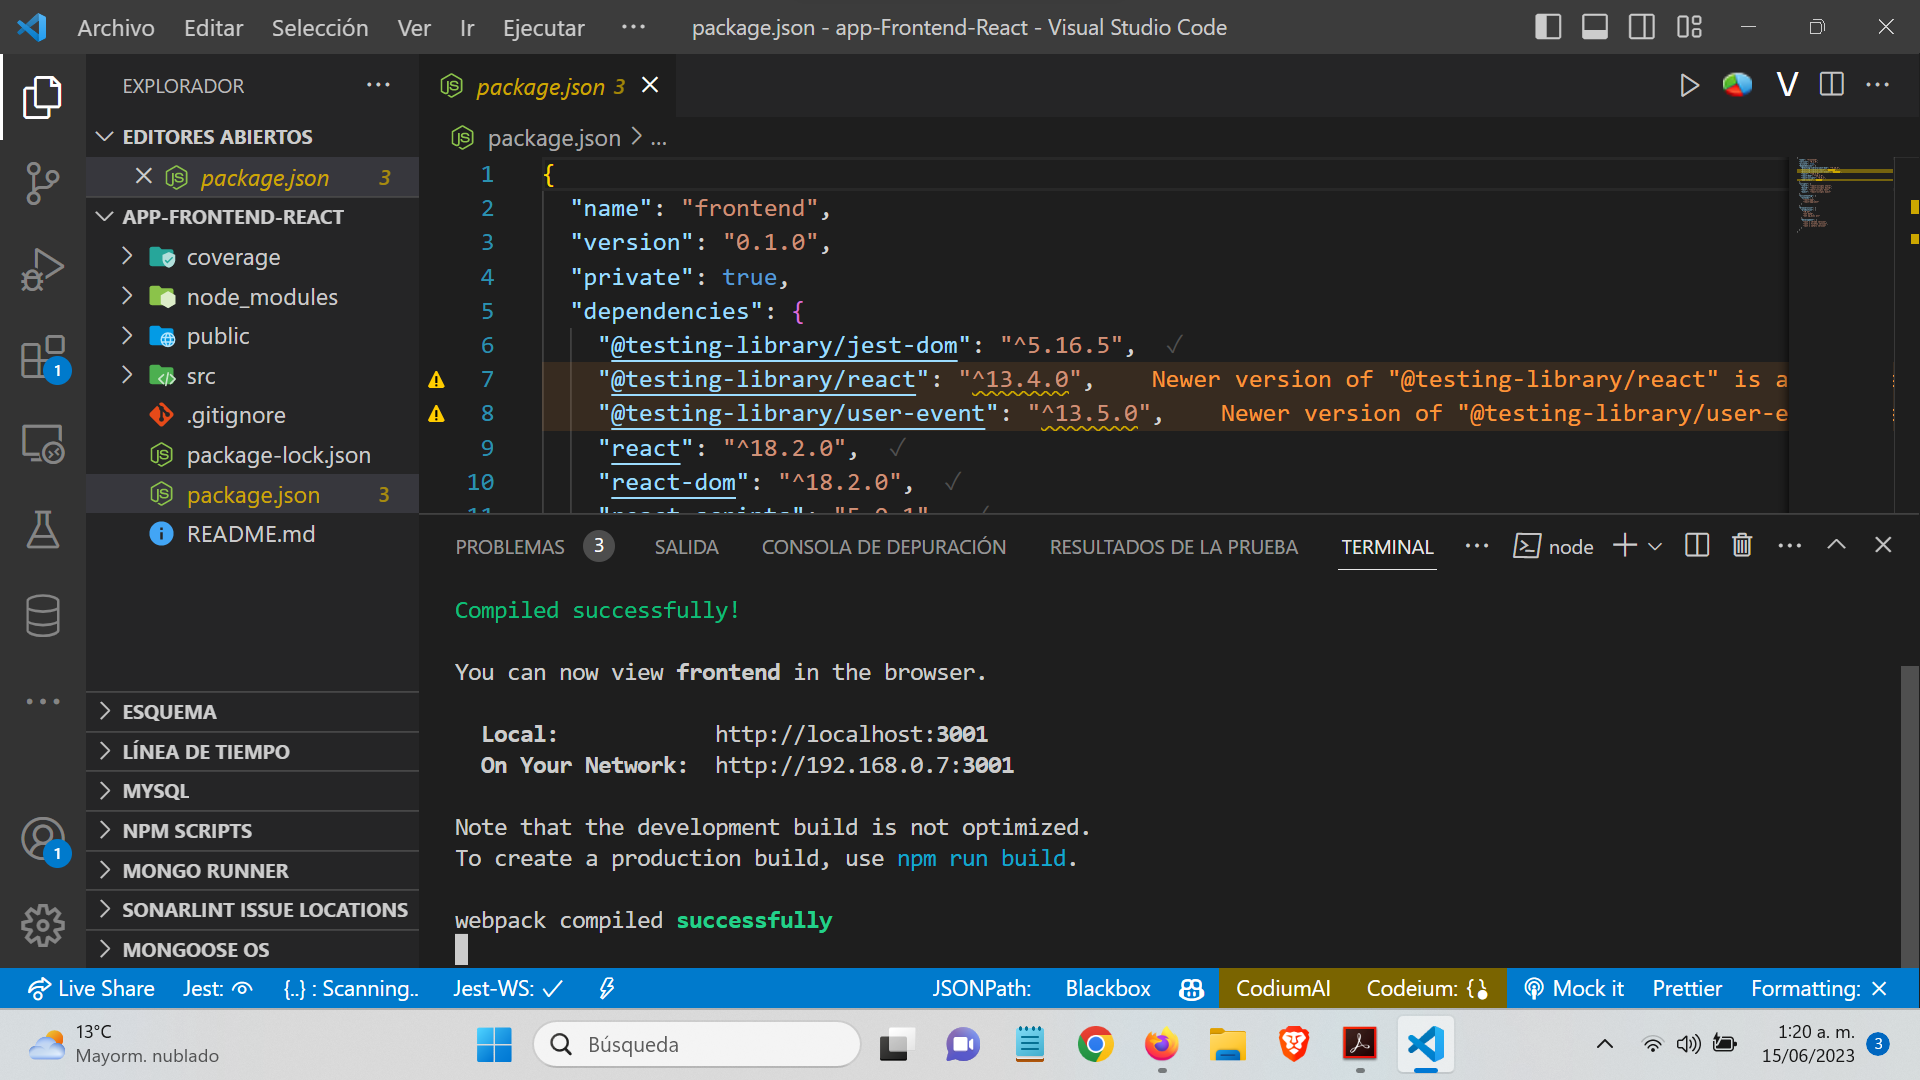 Archivo Editar Selección Ver Ir Ejecutar ··· package.json - app-Frontend-React - Visual Studio Code
EXPLORADOR ···
EDITORES ABIERTOS
package.json 3
APP-FRONTEND-REACT
coverage
node_modules
public
src
.gitignore
package-lock.json
package.json 3
README.md
ESQUEMA
LÍNEA DE TIEMPO
MYSQL
NPM SCRIPTS
MONGO RUNNER
SONARLINT ISSUE LOCATIONS
MONGOOSE OS
1
1
package.json 3
package.json > ...
1 {
2 "name": "frontend",
3 "version": "0.1.0",
4 "private": true,
5 "dependencies": {
6 "@testing-library/jest-dom": "^5.16.5", ✓
7 "@testing-library/react": "^13.4.0", Newer version of "@testing-library/react" is a
8 "@testing-library/user-event": "^13.5.0", Newer version of "@testing-library/user-e
9 "react": "^18.2.0", ✓
10 "react-dom": "^18.2.0", ✓
PROBLEMAS 3 SALIDA CONSOLA DE DEPURACIÓN RESULTADOS DE LA PRUEBA TERMINAL ··· node
Compiled successfully!
You can now view frontend in the browser.
Local: http://localhost:3001
On Your Network: http://192.168.0.7:3001
Note that the development build is not optimized.
To create a production build, use npm run build.
webpack compiled successfully
Live Share Jest: {..} : Scanning.. Jest-WS: ✓ JSONPath: Blackbox CodiumAI Codeium: {} Mock it Prettier Formatting: ×
13°C
Mayorm. nublado
Búsqueda
1:20 a. m.
15/06/2023
3